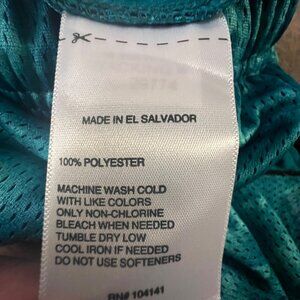 MADE IN EL SALVADOR
100% POLYESTER
MACHINE WASH COLD
WITH LIKE COLORS
ONLY NON-CHLORINE
BLEACH WHEN NEEDED
TUMBLE DRY LOW
COOL IRON IF NEEDED
DO NOT USE SOFTENERS
RN# 104141